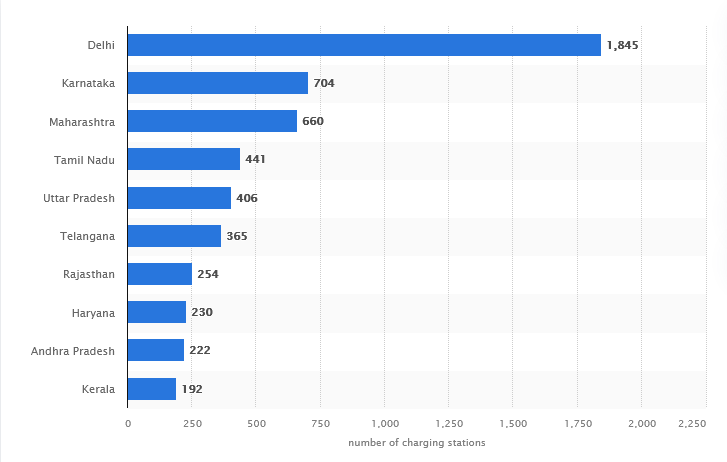 Delhi 1,845
Karnataka 704
Maharashtra 660
Tamil Nadu 441
Uttar Pradesh 406
Telangana 365
Rajasthan 254
Haryana 230
Andhra Pradesh 222
Kerala 192
0 250 500 750 1,000 1,250 1,500 1,750 2,000 2,250
number of charging stations